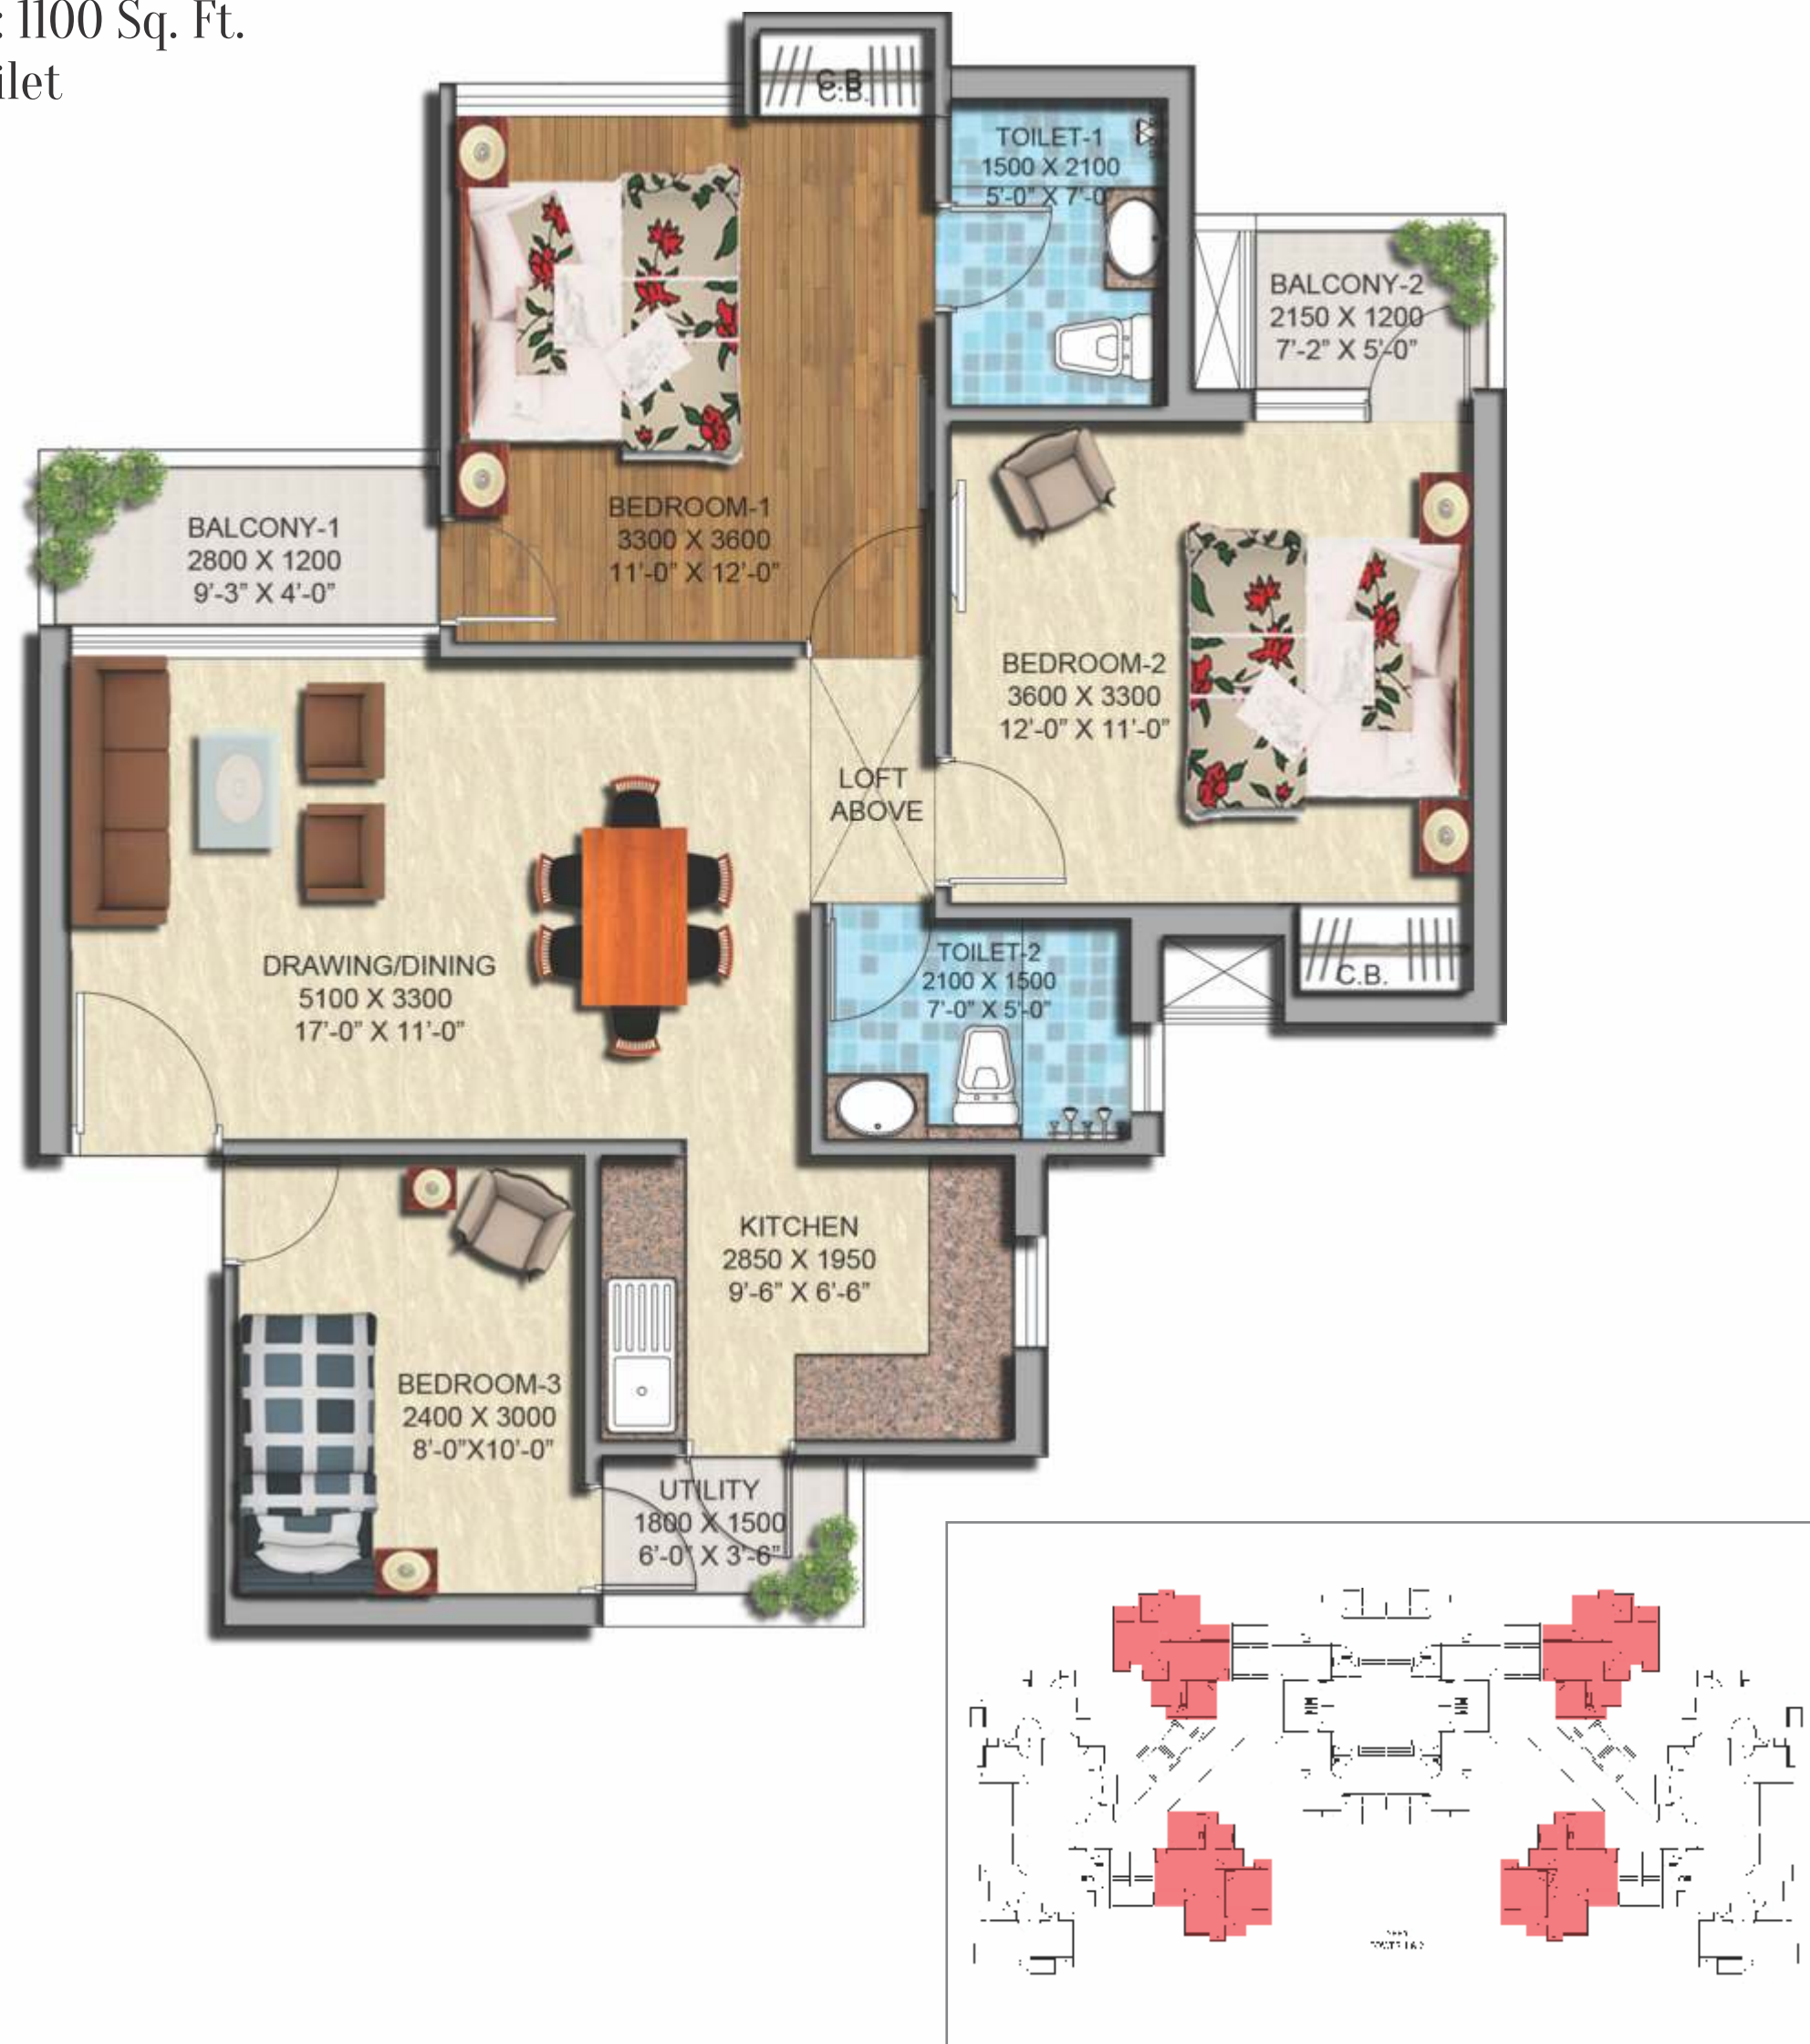 : 1100 Sq. Ft.
ilet
C.B.
C.B.
TOILET-1
1500 X 2100
5'-0" X 7'-0
BALCONY-2
2150 X 1200
7'-2" X 5'-0"
BEDROOM-1
3300 X 3600
11'-0" X 12'-0"
BALCONY-1
2800 X 1200
9'-3" X 4'-0"
BEDROOM-2
3600 X 3300
12'-0" X 11'-0"
LOFT
ABOVE
DRAWING/DINING
5100 X 3300
17'-0" X 11'-0"
TOILET-2
2100 X 1500
7'-0" X 5'-0"
C.B.
KITCHEN
2850 X 1950
9'-6" X 6'-6"
BEDROOM-3
2400 X 3000
8'-0"X10'-0"
UTILITY
1800 X 1500
6'-0" X 3'-6"